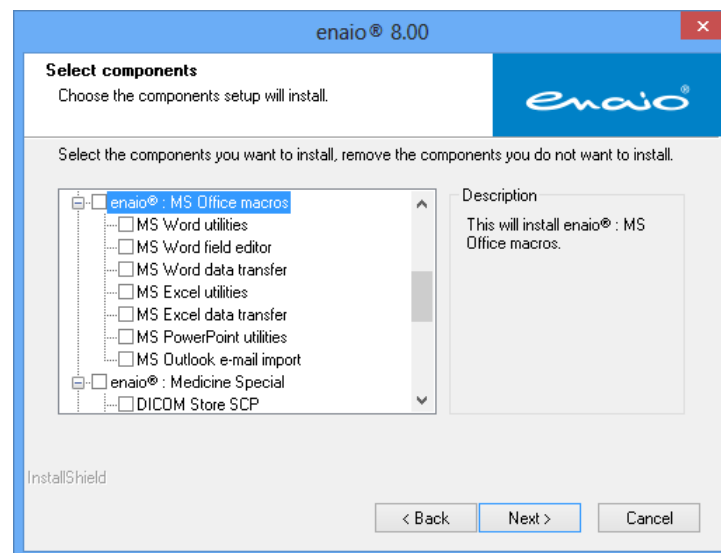 enaio® 8.00
Select components
Choose the components setup will install.
enaio®
Select the components you want to install, remove the components you do not want to install.
enaio® : MS Office macros
MS Word utilities
MS Word field editor
MS Word data transfer
MS Excel utilities
MS Excel data transfer
MS PowerPoint utilities
MS Outlook e-mail import
enaio® : Medicine Special
DICOM Store SCP
Description
This will install enaio® : MS
Office macros.
InstallShield
< Back
Next >
Cancel